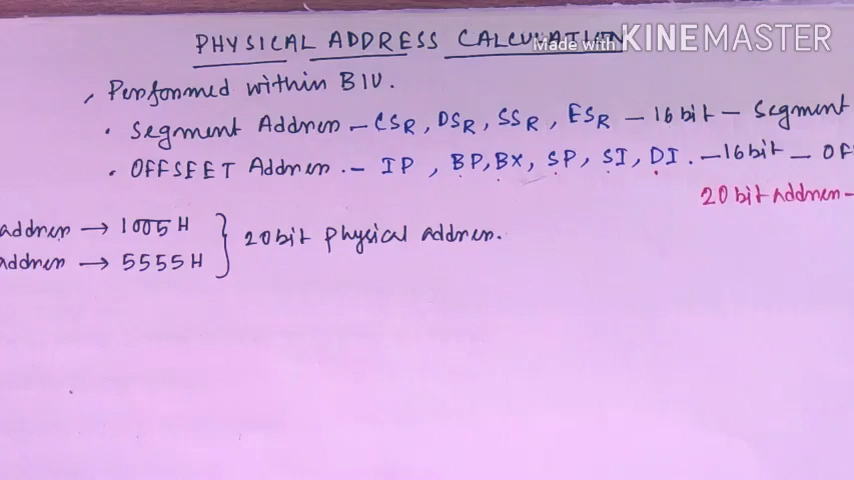 PHYSICAL ADDRESS CALCULATION
Made with KINEMASTER
, Performed within BIU.
• Segment Address – CSR, DSR, SSR, ESR – 16 bit – Segment
• OFFSEET Address. – IP, BP, BX, SP, SI, DI. – 16 bit – OF
20 bit Address –
address → 1005 H } 20 bit Physical address.
address → 5555 H